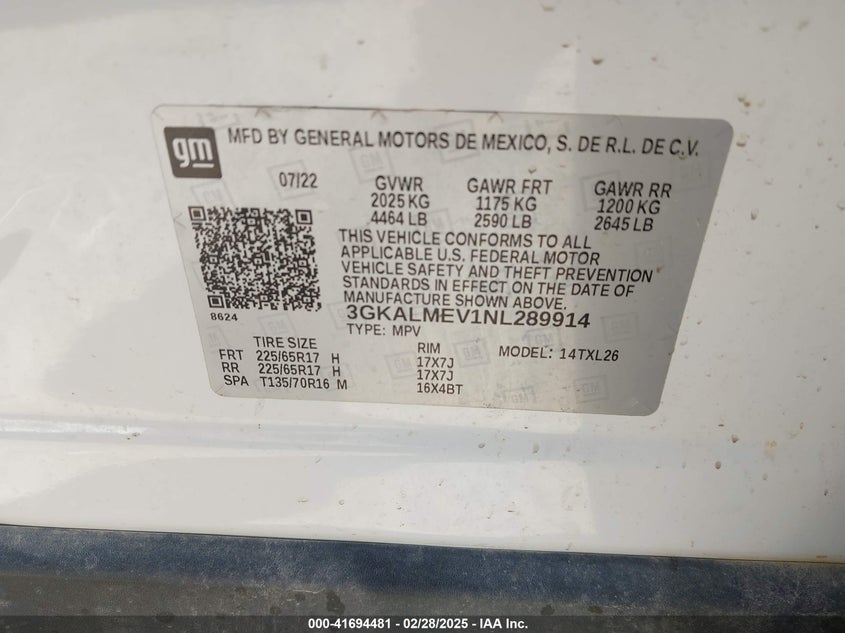 gm MFD BY GENERAL MOTORS DE MEXICO, S. DE R.L. DE C.V.
07/22 GVWR GAWR FRT GAWR RR
2025 KG 1175 KG 1200 KG
4464 LB 2590 LB 2645 LB
THIS VEHICLE CONFORMS TO ALL
APPLICABLE U.S. FEDERAL MOTOR
VEHICLE SAFETY AND THEFT PREVENTION
STANDARDS IN EFFECT ON THE DATE OF
MANUFACTURE SHOWN ABOVE.
8624 3GKALMEV1NL289914
TYPE: MPV
TIRE SIZE RIM MODEL: 14TXL26
FRT 225/65R17 H 17X7J
RR 225/65R17 H 17X7J
SPA T135/70R16 M 16X4BT
000-41694481 - 02/28/2025 - IAA Inc.